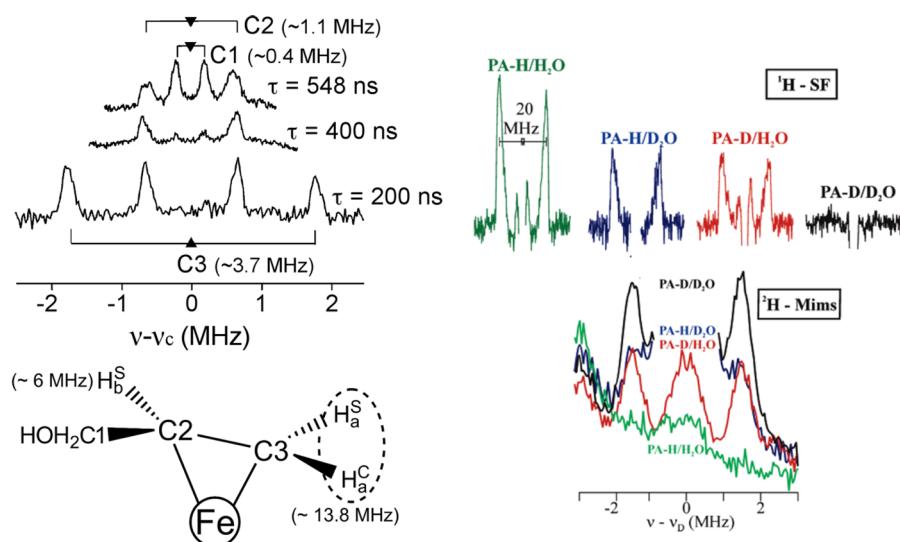 C2 (~1.1 MHz)
C1 (~0.4 MHz)
τ = 548 ns
τ = 400 ns
τ = 200 ns
C3 (~3.7 MHz)
-2 -1 0 1 2
ν-νc (MHz)
(~ 6 MHz) H_b^S
HOH₂C1 C2 C3 H_a^S
H_a^C
Fe
(~ 13.8 MHz)
PA-H/H₂O
20
MHz
¹H - SF
PA-H/D₂O
PA-D/H₂O
PA-D/D₂O
PA-D/D₂O
²H - Mims
PA-H/D₂O
PA-D/H₂O
PA-H/H₂O
-2 0 2
ν - ν_D (MHz)